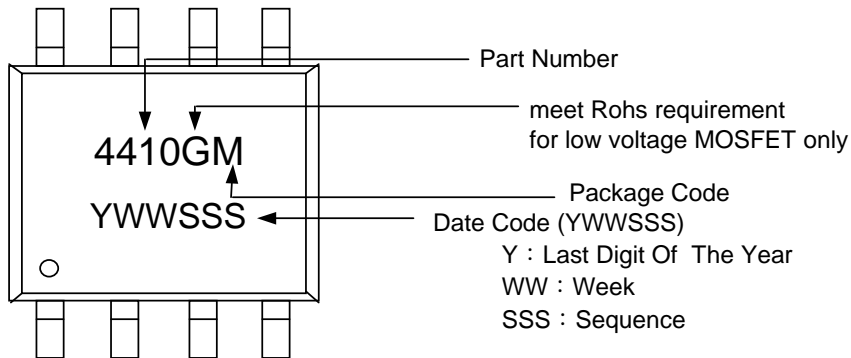 Part Number
meet Rohs requirement
for low voltage MOSFET only
4410GM
Package Code
YWWSSS
Date Code (YWWSSS)
Y：Last Digit Of The Year
WW：Week
SSS：Sequence